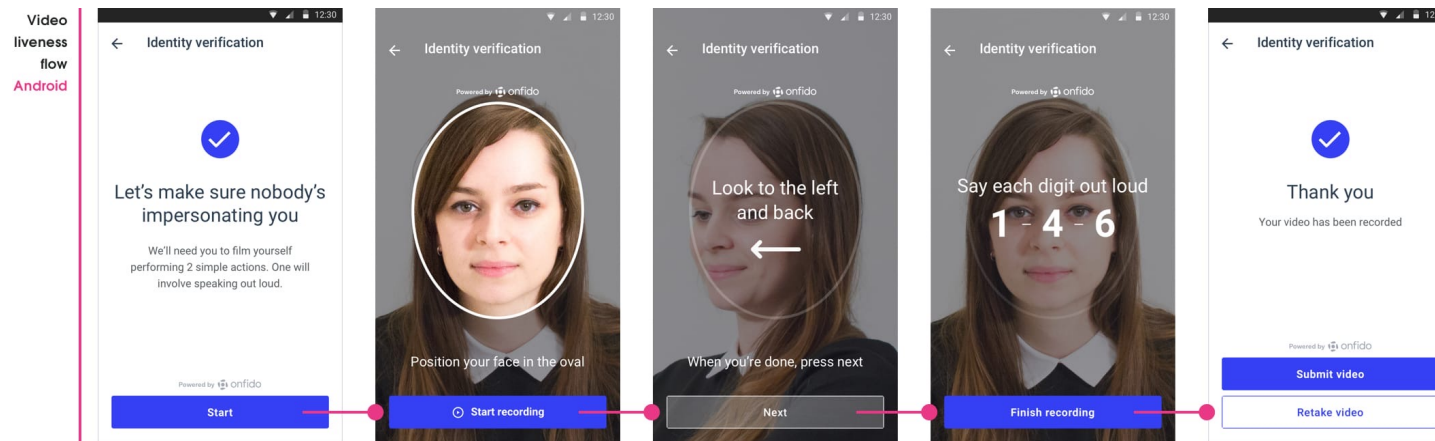 Video
liveness
flow
Android
12:30
Identity verification
Let's make sure nobody's
impersonating you
We'll need you to film yourself
performing 2 simple actions. One will
involve speaking out loud.
Powered by onfido
Start
12:30
Identity verification
Powered by onfido
Position your face in the oval
Start recording
12:30
Identity verification
Powered by onfido
Look to the left
and back
When you're done, press next
Next
12:30
Identity verification
Powered by onfido
Say each digit out loud
1 - 4 - 6
Finish recording
12
Identity verification
Thank you
Your video has been recorded
Powered by onfido
Submit video
Retake video